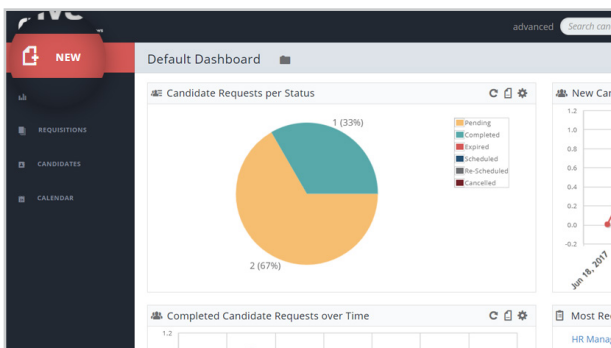 advanced Search can
NEW
Default Dashboard
REQUISITIONS
CANDIDATES
CALENDAR
Candidate Requests per Status
1 (33%)
2 (67%)
Pending
Completed
Expired
Scheduled
Re-Scheduled
Cancelled
New Can
1.2
1.0
0.8
0.6
0.4
0.2
0.0
-0.2
Jun 18, 2017
Completed Candidate Requests over Time
1.2
Most Re
HR Mana